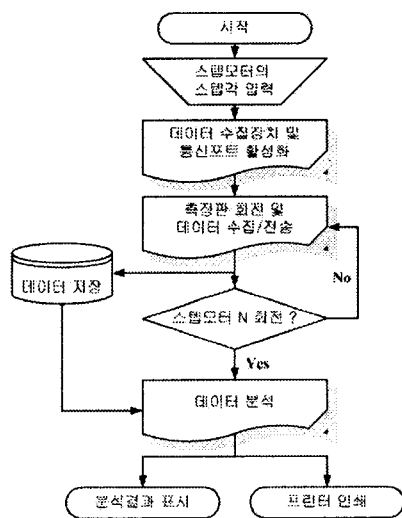 시작
스텝모터의
스텝각 입력
데이터 수집장치 및
통신포트 활성화
측정판 회전 및
데이터 수집/전송
No
데이터 저장
스텝모터 N 회전 ?
Yes
데이터 분석
분석결과 표시
프린터 인쇄